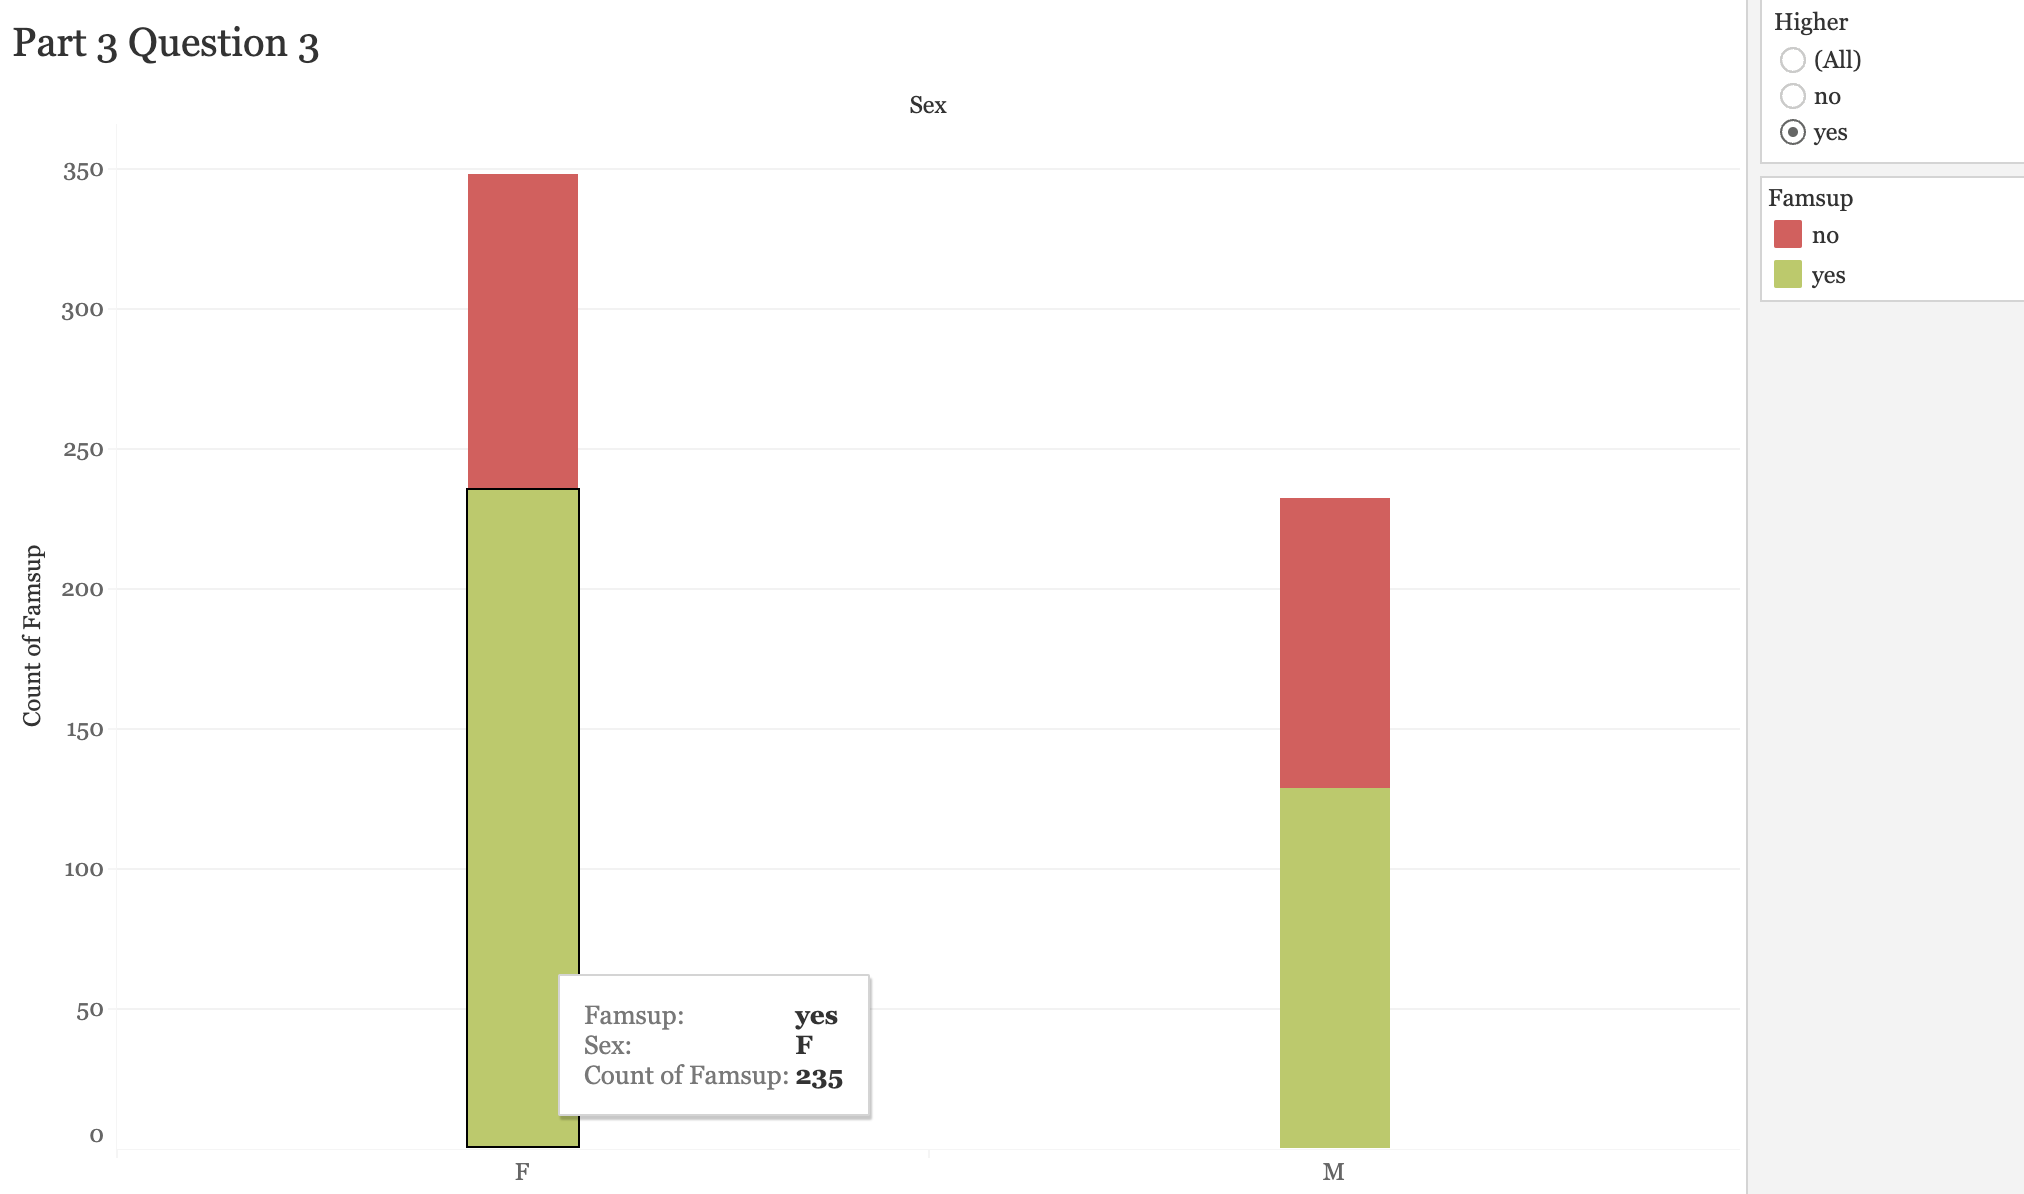 Part 3 Question 3
Sex
350
300
250
200
150
100
50
0
Count of Famsup
F
M
Famsup: yes
Sex: F
Count of Famsup: 235
Higher
(All)
no
yes
Famsup
no
yes